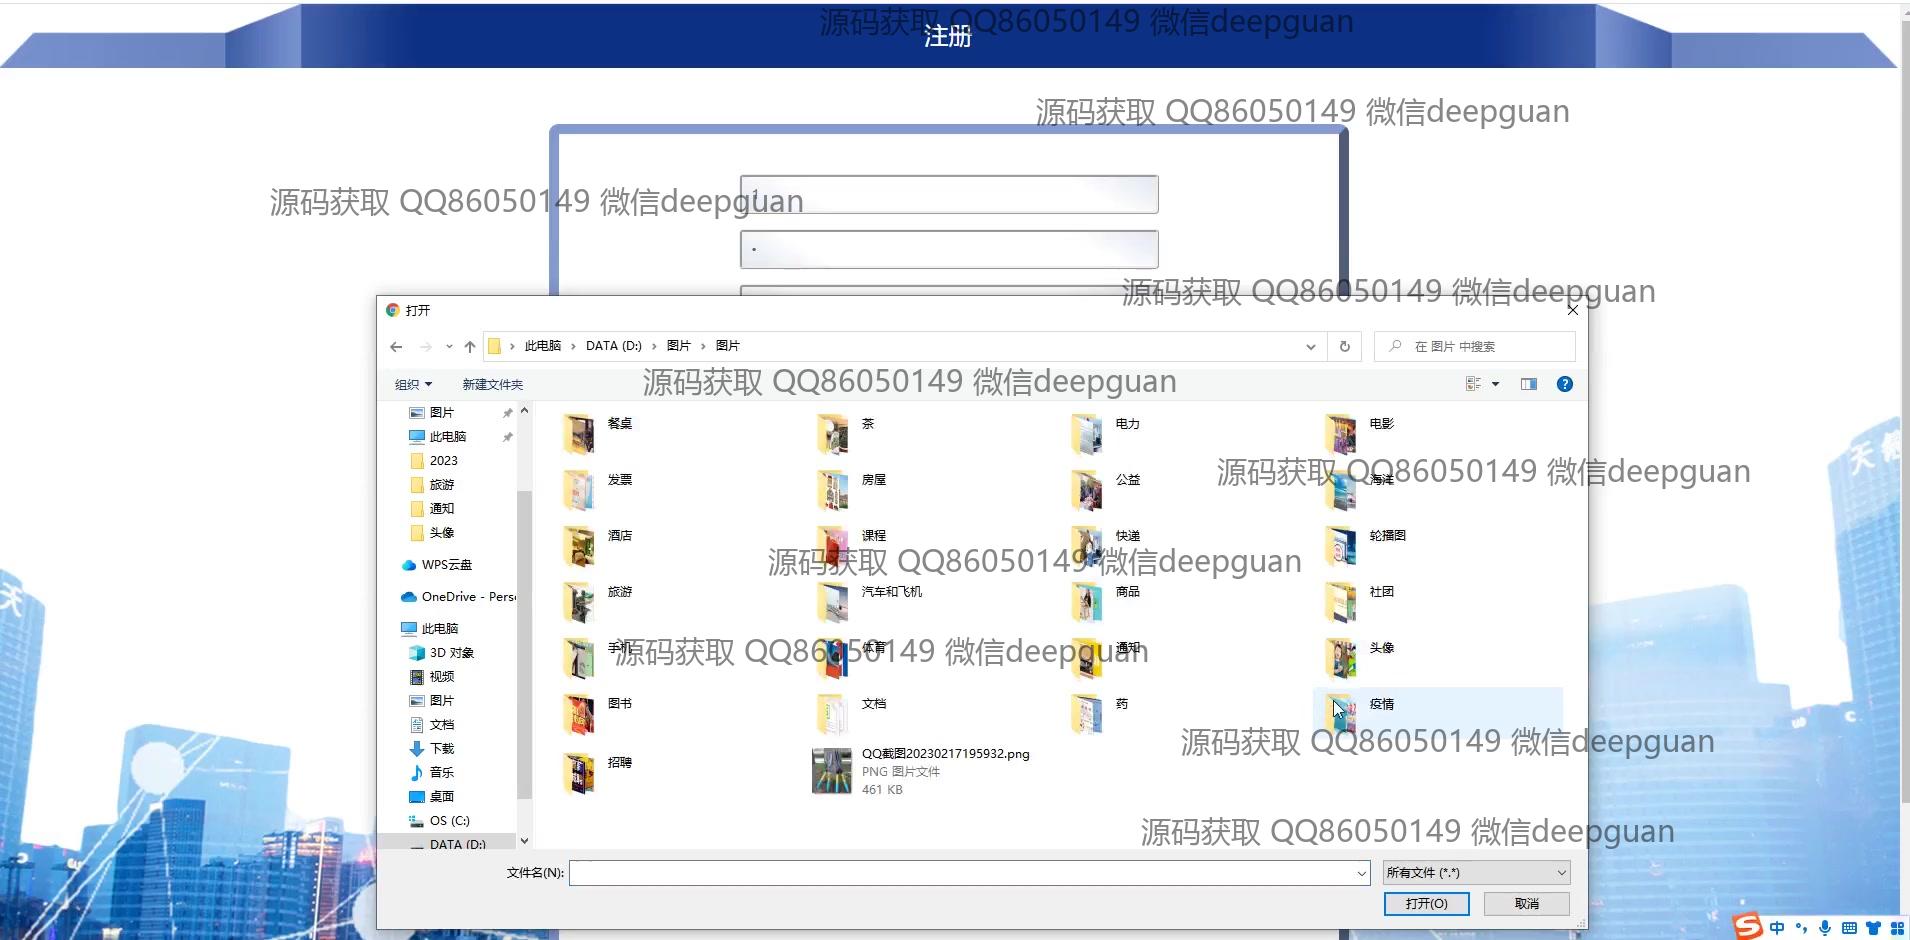 源码获取 QQ86050149 微信deepguan
注册
源码获取 QQ86050149 微信deepguan
源码获取 QQ86050149 微信deepguan
源码获取 QQ86050149 微信deepguan
打开
此电脑 DATA (D:) 图片 图片
在 图片 中搜索
组织 新建文件夹
源码获取 QQ86050149 微信deepguan
图片
此电脑
2023
旅游
通知
头像
WPS云盘
OneDrive - Pers
此电脑
3D 对象
视频
图片
文档
下载
音乐
桌面
OS (C:)
DATA (D:)
餐桌 茶 电力 电影
发票 房屋 公益 海洋
源码获取 QQ86050149 微信deepguan
酒店 课程 快递 轮播图
源码获取 QQ86050149 微信deepguan
旅游 汽车和飞机 商品 社团
手机 体育 通知 头像
源码获取 QQ86050149 微信deepguan
图书 文档 药 疫情
源码获取 QQ86050149 微信deepguan
招聘 QQ截图20230217195932.png
PNG 图片文件
461 KB
源码获取 QQ86050149 微信deepguan
文件名(N): 所有文件 (*.*)
打开(O) 取消
天
中